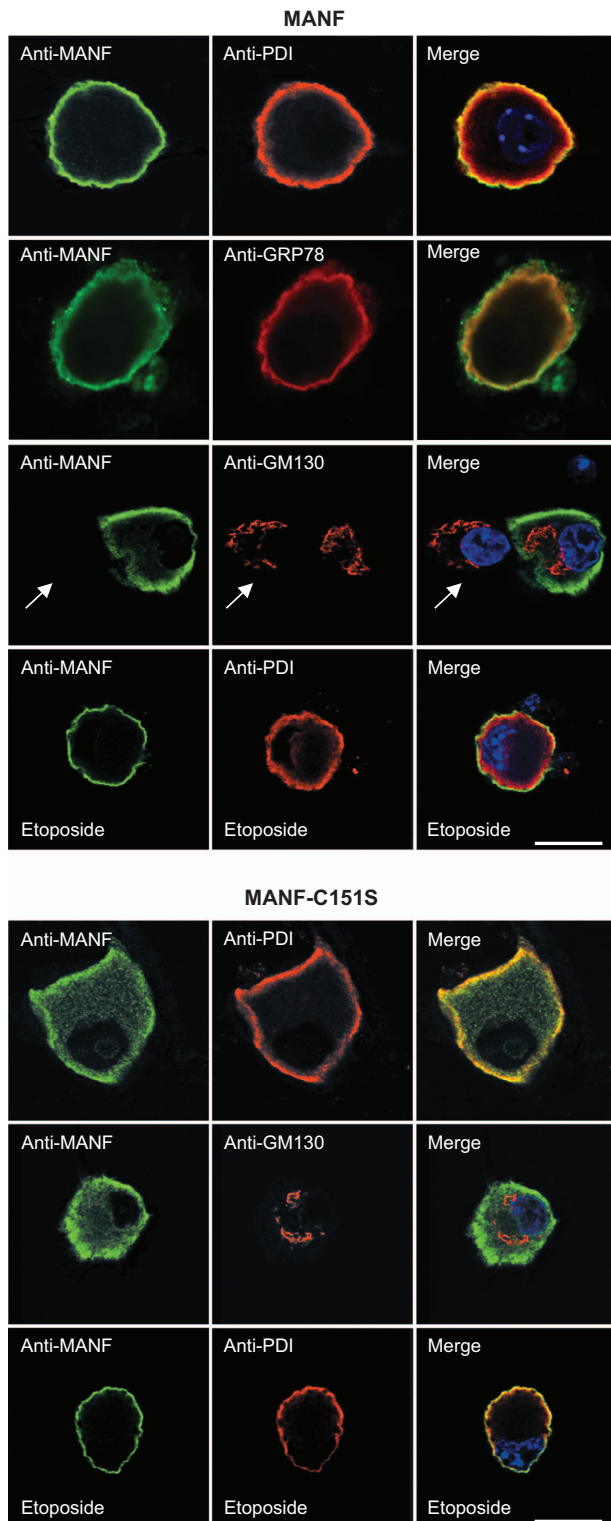 MANF
Anti-MANF Anti-PDI Merge
Anti-MANF Anti-GRP78 Merge
Anti-MANF Anti-GM130 Merge
Anti-MANF Anti-PDI Merge
Etoposide Etoposide Etoposide
MANF-C151S
Anti-MANF Anti-PDI Merge
Anti-MANF Anti-GM130 Merge
Anti-MANF Anti-PDI Merge
Etoposide Etoposide Etoposide